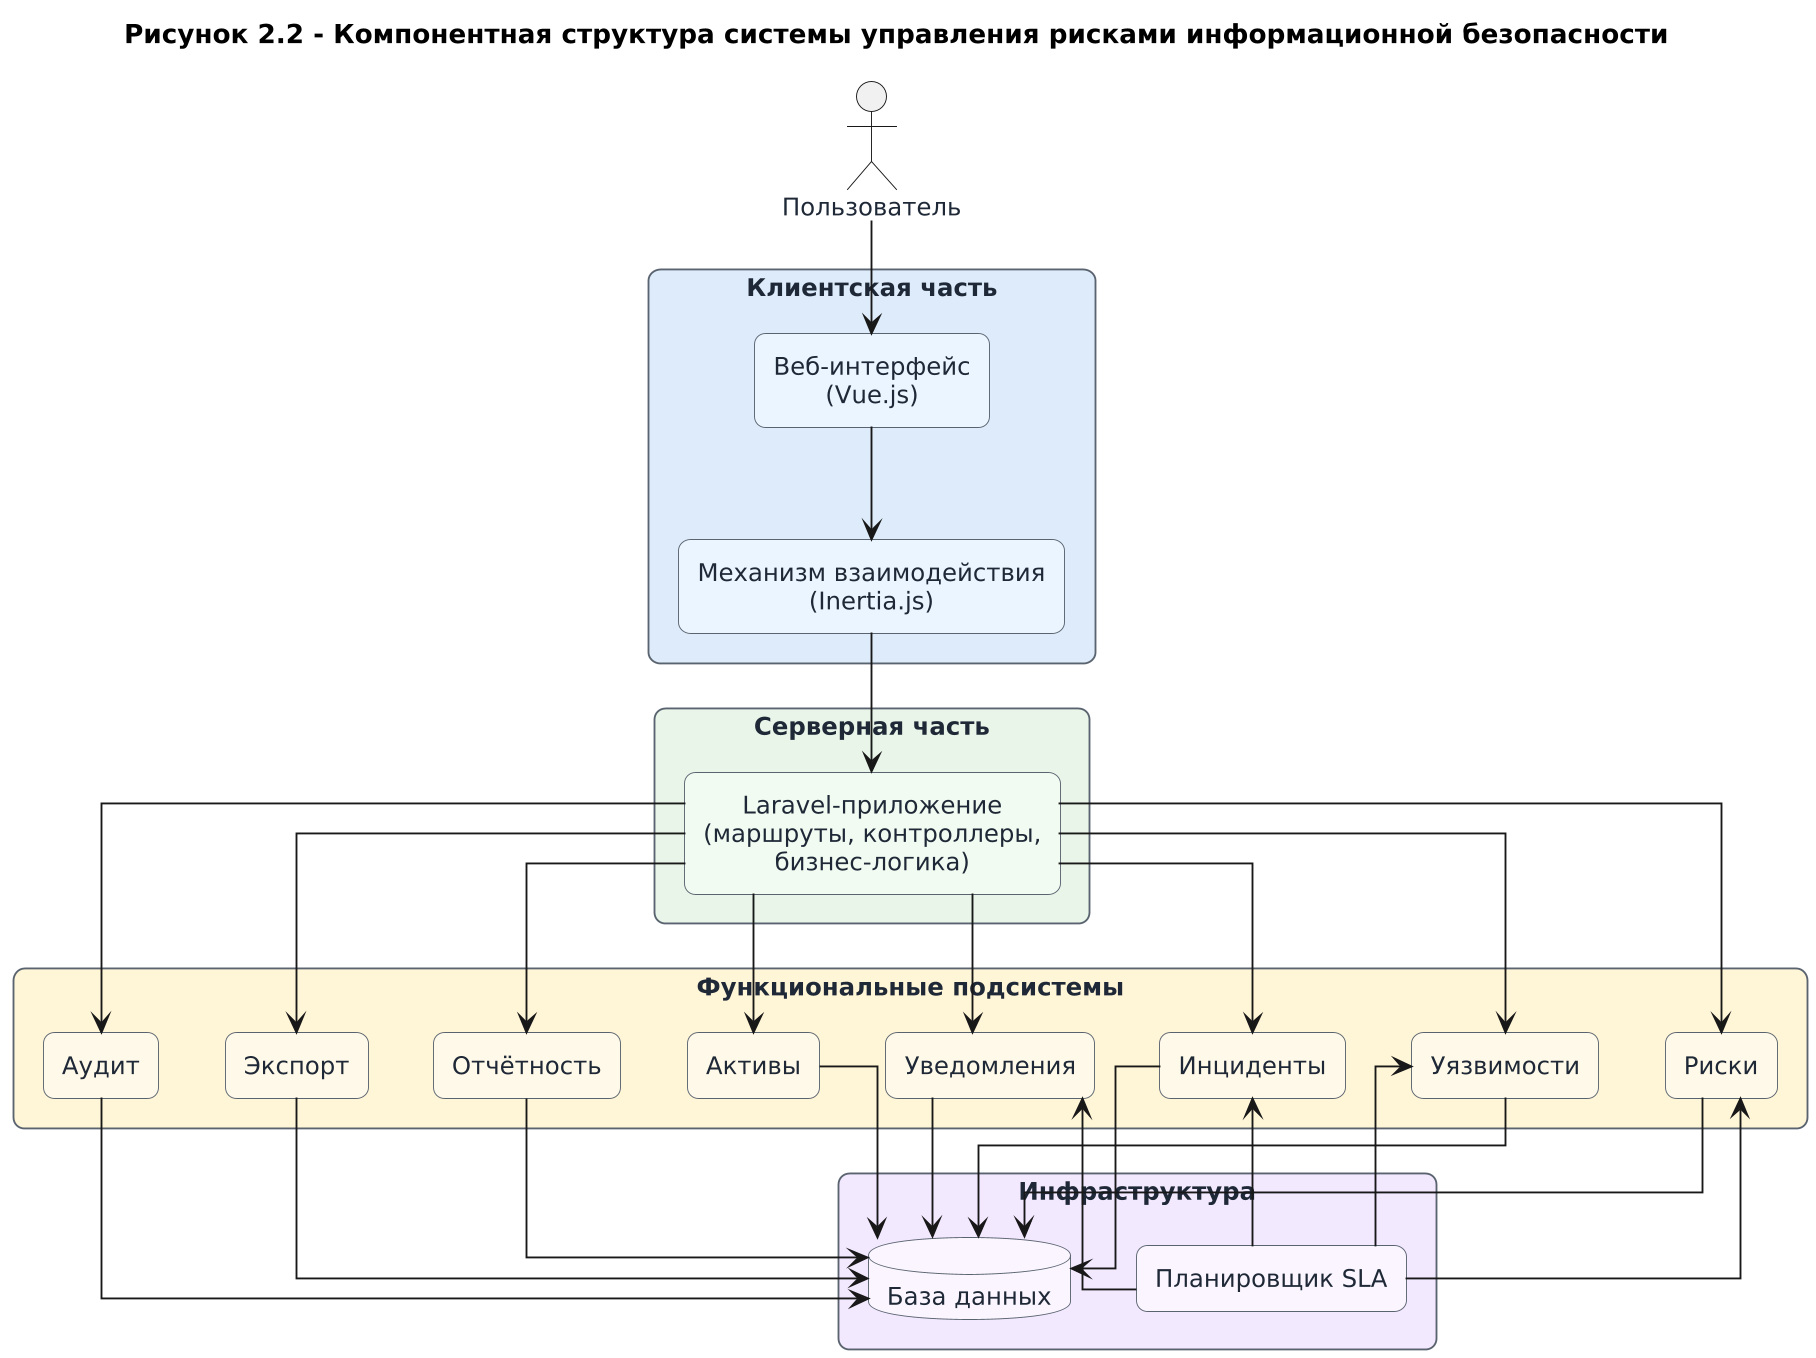 Рисунок 2.2 - Компонентная структура системы управления рисками информационной безопасности
Пользователь
Клиентская часть
Веб-интерфейс
(Vue.js)
Механизм взаимодействия
(Inertia.js)
Серверная часть
Laravel-приложение
(маршруты, контроллеры,
бизнес-логика)
Функциональные подсистемы
Аудит
Экспорт
Отчётность
Активы
Уведомления
Инциденты
Уязвимости
Риски
Инфраструктура
База данных
Планировщик SLA